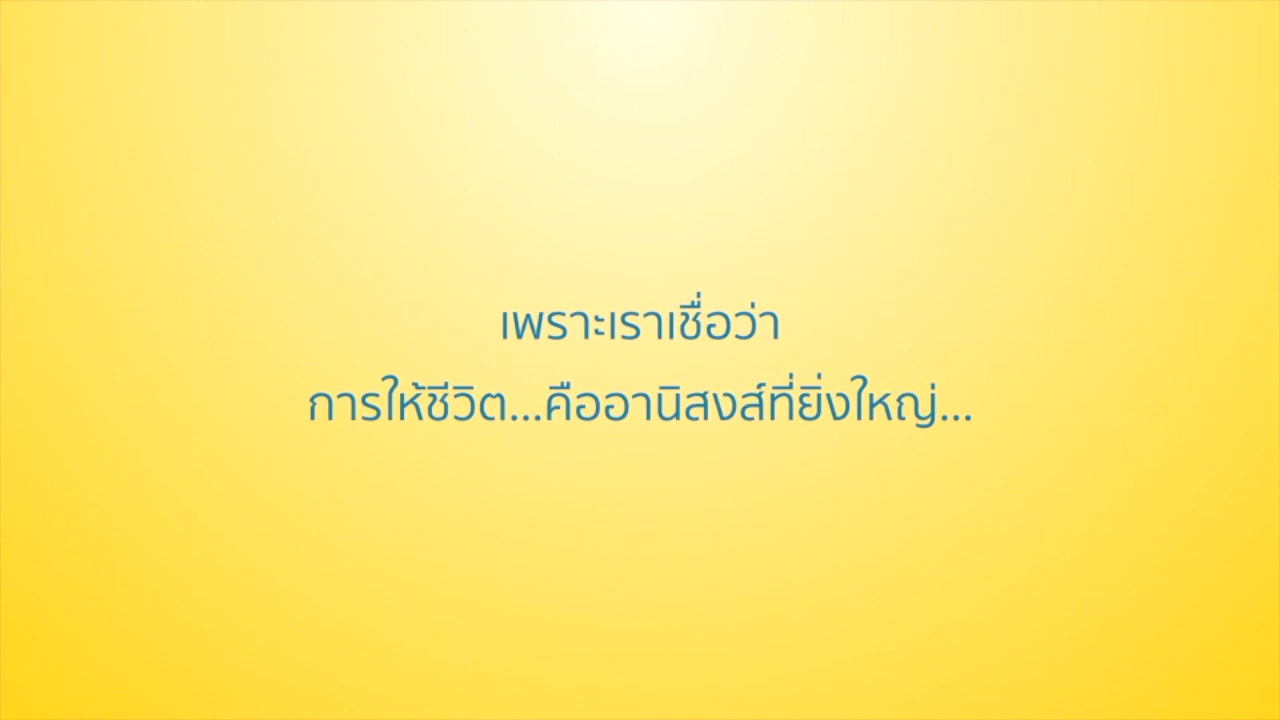 เพราะเราเชื่อว่า
การให้ชีวิต...คืออานิสงส์ที่ยิ่งใหญ่...